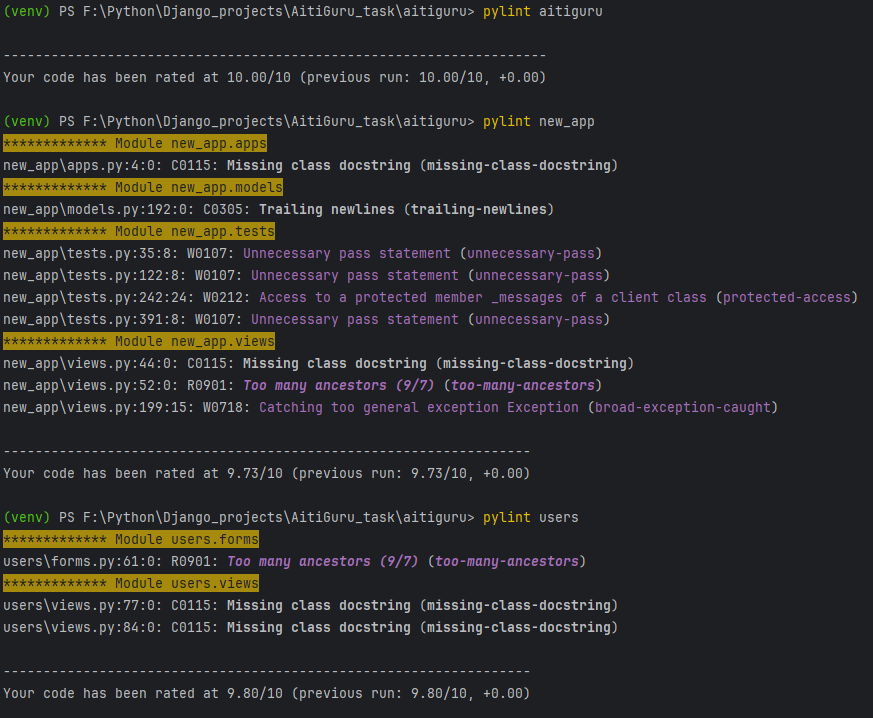 (venv) PS F:\Python\Django_projects\AitiGuru_task\aitiguru> pylint aitiguru
--------------------------------------------------------------------
Your code has been rated at 10.00/10 (previous run: 10.00/10, +0.00)
(venv) PS F:\Python\Django_projects\AitiGuru_task\aitiguru> pylint new_app
************* Module new_app.apps
new_app\apps.py:4:0: C0115: Missing class docstring (missing-class-docstring)
************* Module new_app.models
new_app\models.py:192:0: C0305: Trailing newlines (trailing-newlines)
************* Module new_app.tests
new_app\tests.py:35:8: W0107: Unnecessary pass statement (unnecessary-pass)
new_app\tests.py:122:8: W0107: Unnecessary pass statement (unnecessary-pass)
new_app\tests.py:242:24: W0212: Access to a protected member _messages of a client class (protected-access)
new_app\tests.py:391:8: W0107: Unnecessary pass statement (unnecessary-pass)
************* Module new_app.views
new_app\views.py:44:0: C0115: Missing class docstring (missing-class-docstring)
new_app\views.py:52:0: R0901: Too many ancestors (9/7) (too-many-ancestors)
new_app\views.py:199:15: W0718: Catching too general exception Exception (broad-exception-caught)
------------------------------------------------------------------
Your code has been rated at 9.73/10 (previous run: 9.73/10, +0.00)
(venv) PS F:\Python\Django_projects\AitiGuru_task\aitiguru> pylint users
************* Module users.forms
users\forms.py:61:0: R0901: Too many ancestors (9/7) (too-many-ancestors)
************* Module users.views
users\views.py:77:0: C0115: Missing class docstring (missing-class-docstring)
users\views.py:84:0: C0115: Missing class docstring (missing-class-docstring)
------------------------------------------------------------------
Your code has been rated at 9.80/10 (previous run: 9.80/10, +0.00)